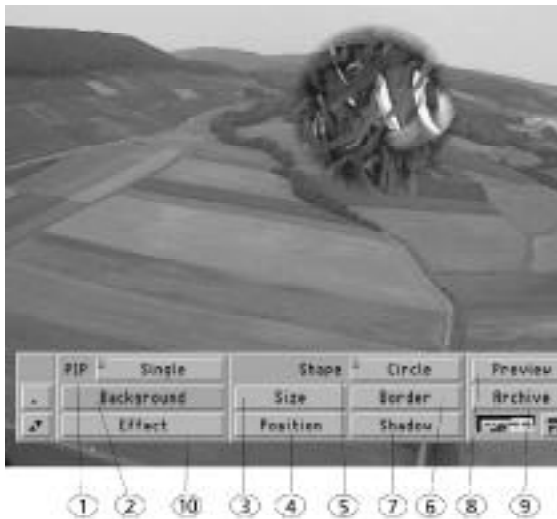 PIP Single Shape Circle Preview
Background Size Border Archive
Effect Position Shadow
1 2 10 3 4 5 7 6 8 9